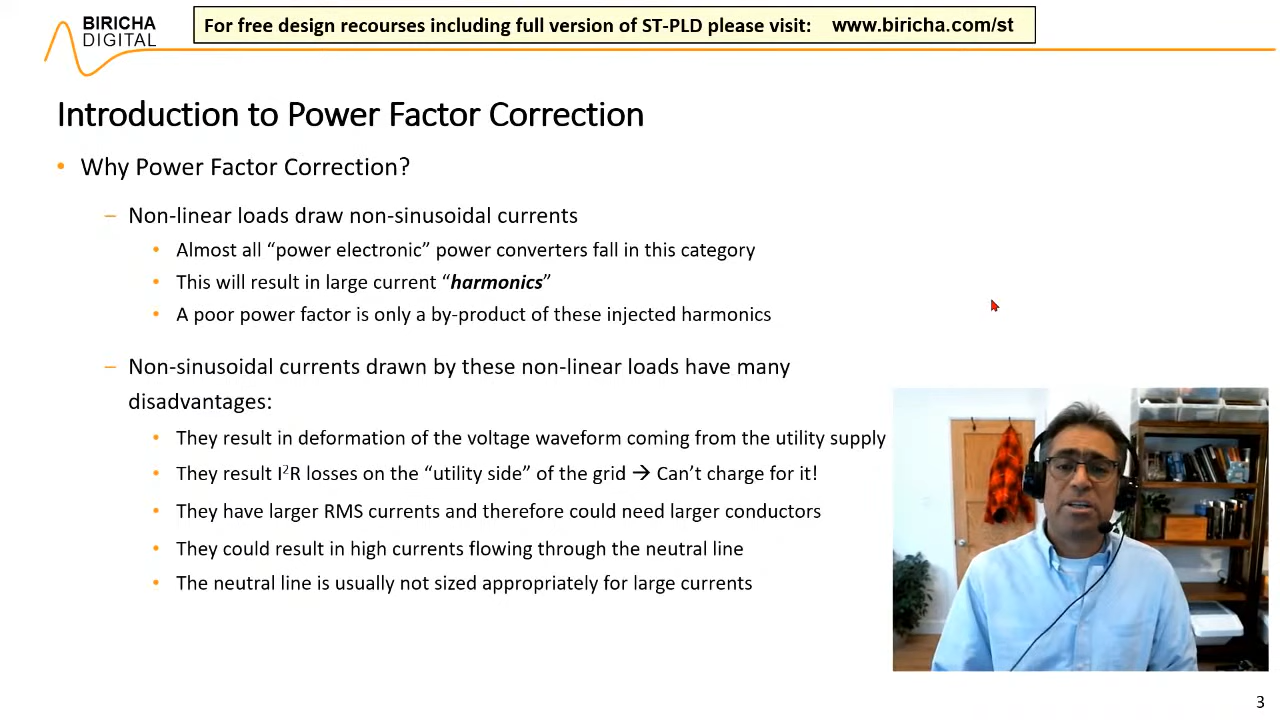 BIRICHA
DIGITAL
For free design recourses including full version of ST-PLD please visit: www.biricha.com/st
Introduction to Power Factor Correction
• Why Power Factor Correction?
– Non-linear loads draw non-sinusoidal currents
• Almost all “power electronic” power converters fall in this category
• This will result in large current “harmonics”
• A poor power factor is only a by-product of these injected harmonics
– Non-sinusoidal currents drawn by these non-linear loads have many
disadvantages:
• They result in deformation of the voltage waveform coming from the utility supply
• They result I²R losses on the “utility side” of the grid → Can’t charge for it!
• They have larger RMS currents and therefore could need larger conductors
• They could result in high currents flowing through the neutral line
• The neutral line is usually not sized appropriately for large currents
3